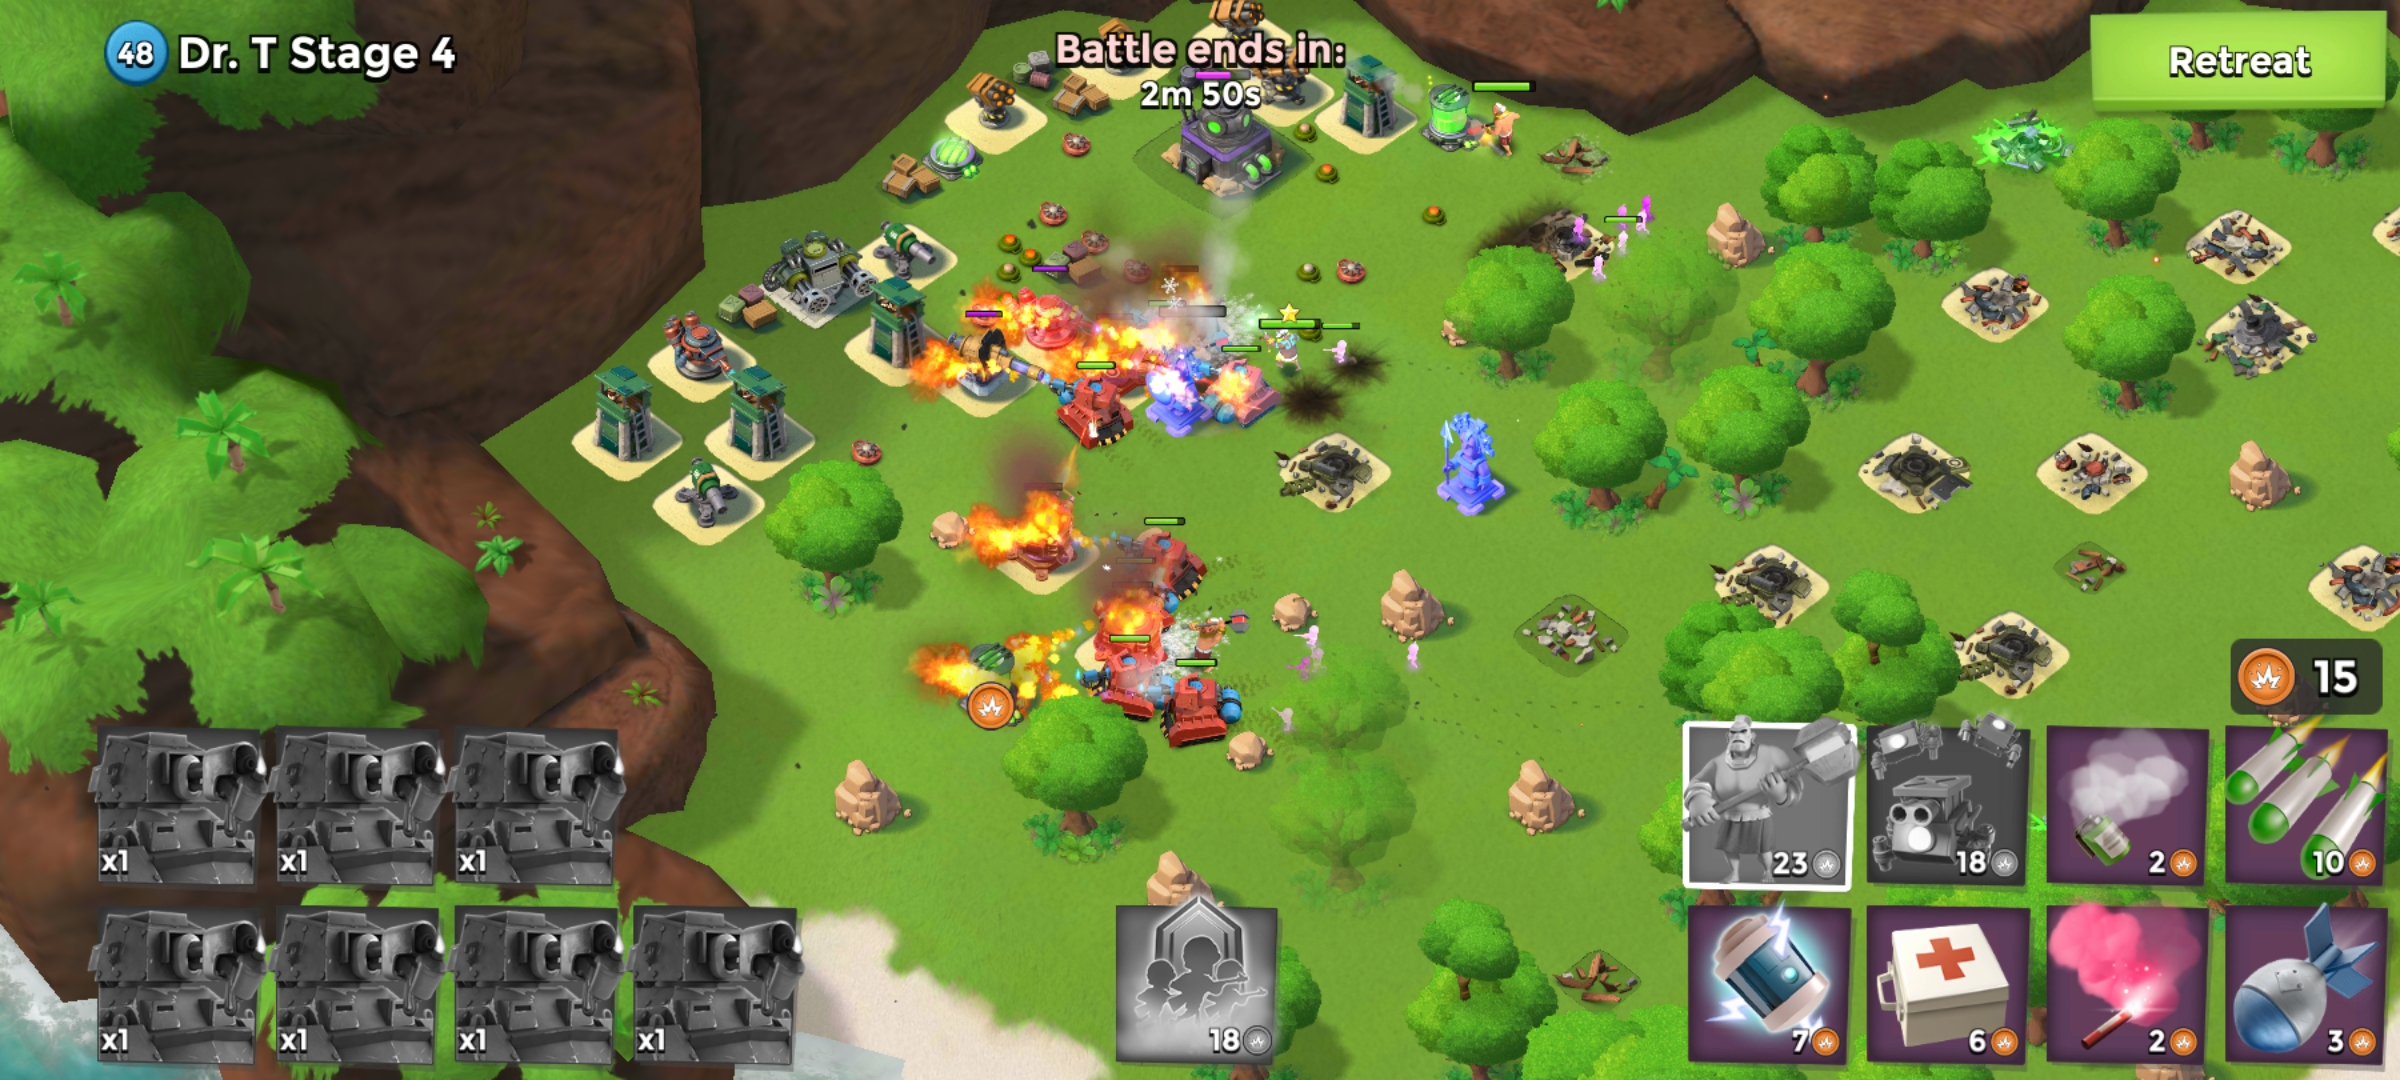 48 Dr. T Stage 4
Battle ends in:
2m 50s
Retreat
15
x1 x1 x1
23 18 2 10
x1 x1 x1 x1
18
7 6 2 3